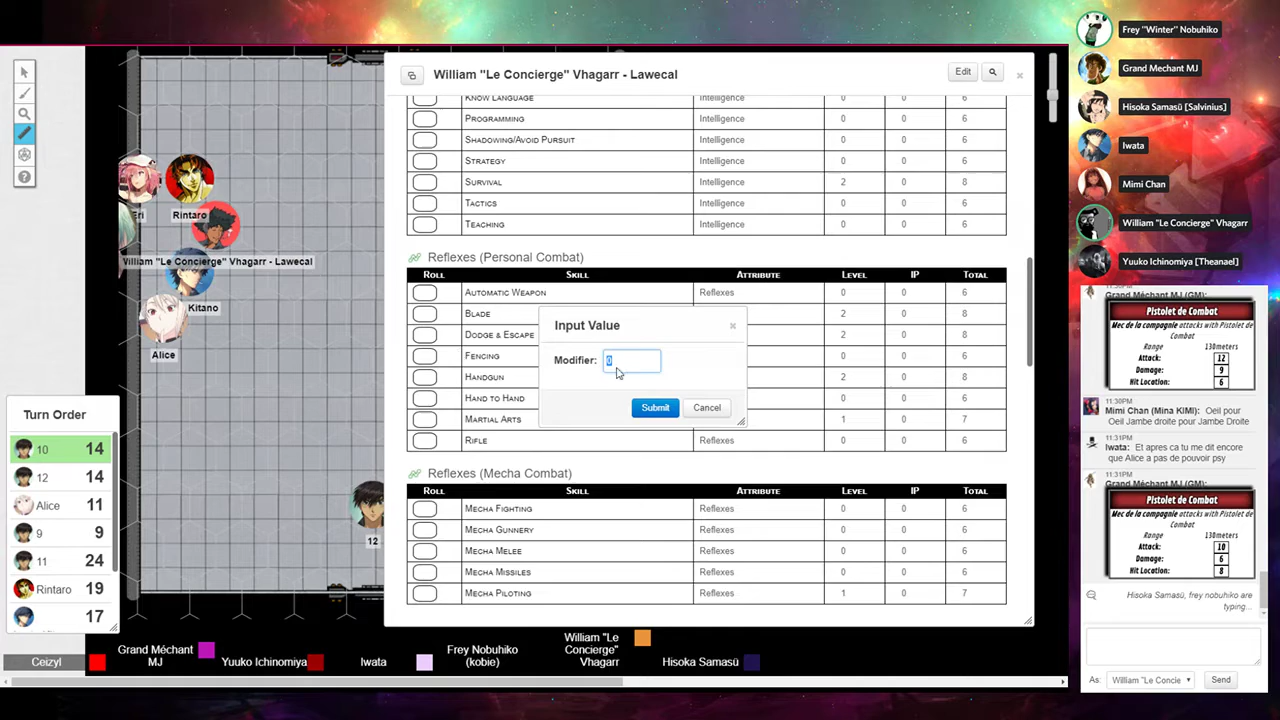 Eri
Rintaro
William "Le Concierge" Vhagarr - Lawecal
Kitano
Alice
12
Turn Order
10 14
12 14
Alice 11
9 9
11 24
Rintaro 19
17
William "Le Concierge" Vhagarr - Lawecal
Edit
Know Language Intelligence 0 0 6
Programming Intelligence 0 0 6
Shadowing/Avoid Pursuit Intelligence 0 0 6
Strategy Intelligence 0 0 6
Survival Intelligence 2 0 8
Tactics Intelligence 0 0 6
Teaching Intelligence 0 0 6
Reflexes (Personal Combat)
Roll Skill Attribute Level IP Total
Automatic Weapon Reflexes 0 0 6
Blade 2 0 8
Dodge & Escape 2 0 8
Fencing 0 0 6
Handgun 2 0 8
Hand to Hand 0 0 6
Martial Arts 1 0 7
Rifle Reflexes 0 0 6
Input Value
Modifier: 0
Submit Cancel
Reflexes (Mecha Combat)
Roll Skill Attribute Level IP Total
Mecha Fighting Reflexes 0 0 6
Mecha Gunnery Reflexes 0 0 6
Mecha Melee Reflexes 0 0 6
Mecha Missiles Reflexes 0 0 6
Mecha Piloting Reflexes 1 0 7
Ceizyl
Grand Méchant
MJ
Yuuko Ichinomiya
Iwata
Frey Nobuhiko
(kobie)
William "Le
Concierge"
Vhagarr
Hisoka Samasü
Frey "Winter" Nobuhiko
Grand Mechant MJ
Hisoka Samasü [Salvinius]
Iwata
Mimi Chan
William "Le Concierge" Vhagarr
Yuuko Ichinomiya [Theanael]
11:30PM
Grand Méchant MJ (GM):
Pistolet de Combat
Mec de la compagnie attacks with Pistolet de
Combat
Range 130meters
Attack: 12
Damage: 9
Hit Location: 6
11:30PM
Mimi Chan (Mina KIMI): Oeil pour
Oeil Jambe droite pour Jambe Droite
11:31PM
Iwata: Et apres ca tu me dit encore
que Alice a pas de pouvoir psy
11:31PM
Grand Méchant MJ (GM):
Pistolet de Combat
Mec de la compagnie attacks with Pistolet de
Combat
Range 130meters
Attack: 10
Damage: 6
Hit Location: 8
Hisoka Samasü, frey nobuhiko are
typing...
As: William "Le Concie Send